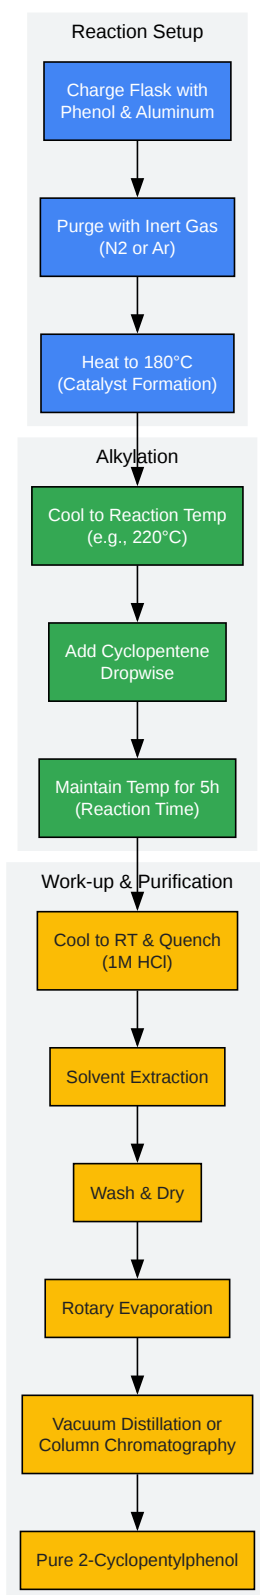 Reaction Setup
Charge Flask with
Phenol & Aluminum
Purge with Inert Gas
(N2 or Ar)
Heat to 180°C
(Catalyst Formation)
Alkylation
Cool to Reaction Temp
(e.g., 220°C)
Add Cyclopentene
Dropwise
Maintain Temp for 5h
(Reaction Time)
Work-up & Purification
Cool to RT & Quench
(1M HCl)
Solvent Extraction
Wash & Dry
Rotary Evaporation
Vacuum Distillation or
Column Chromatography
Pure 2-Cyclopentylphenol